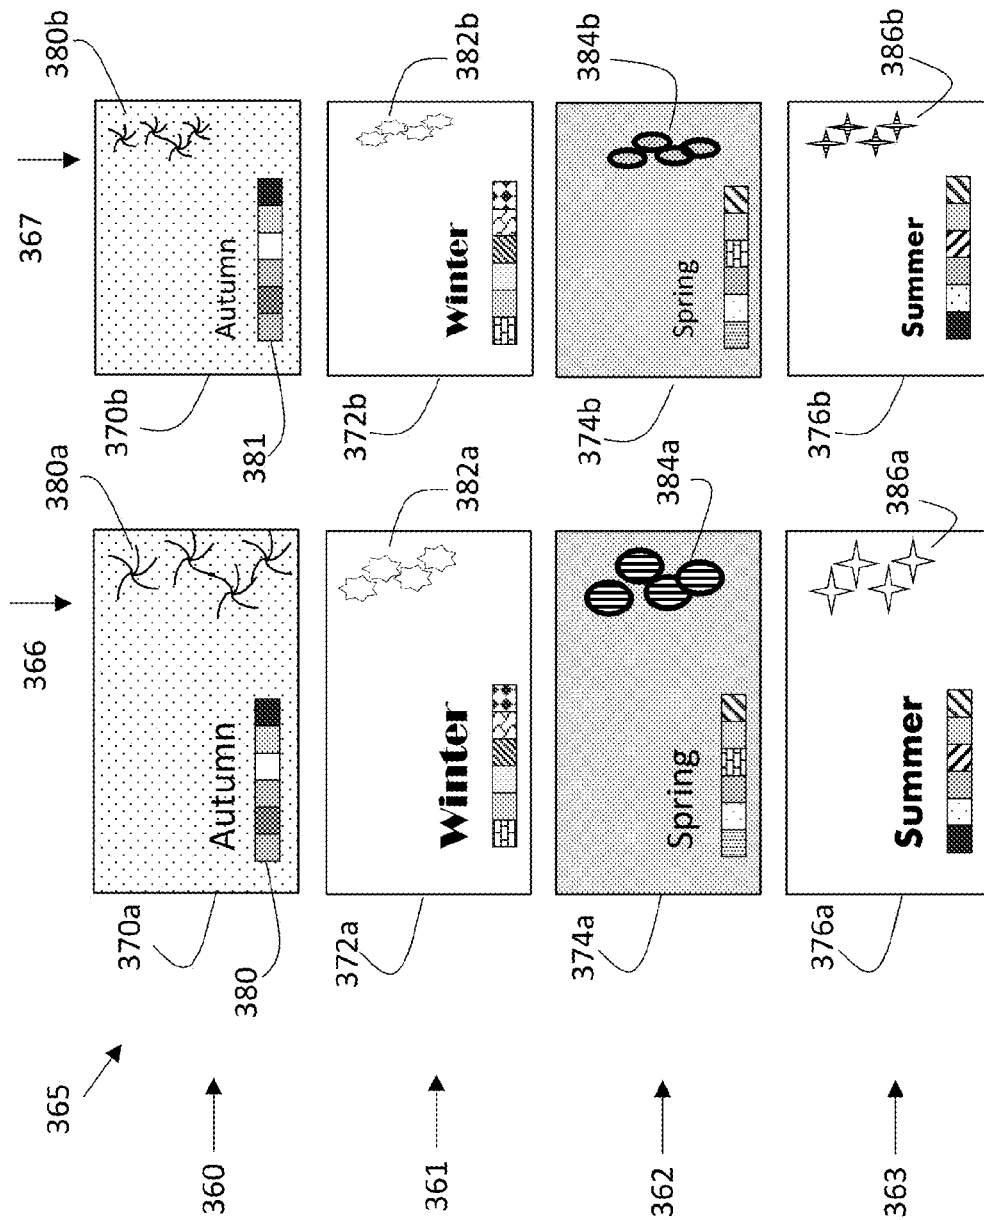 366
367
365
380a
380b
370a
370b
360
Autumn
Autumn
380
381
372a
372b
382a
382b
361
Winter
Winter
374a
374b
384a
384b
362
Spring
Spring
376a
376b
386a
386b
363
Summer
Summer